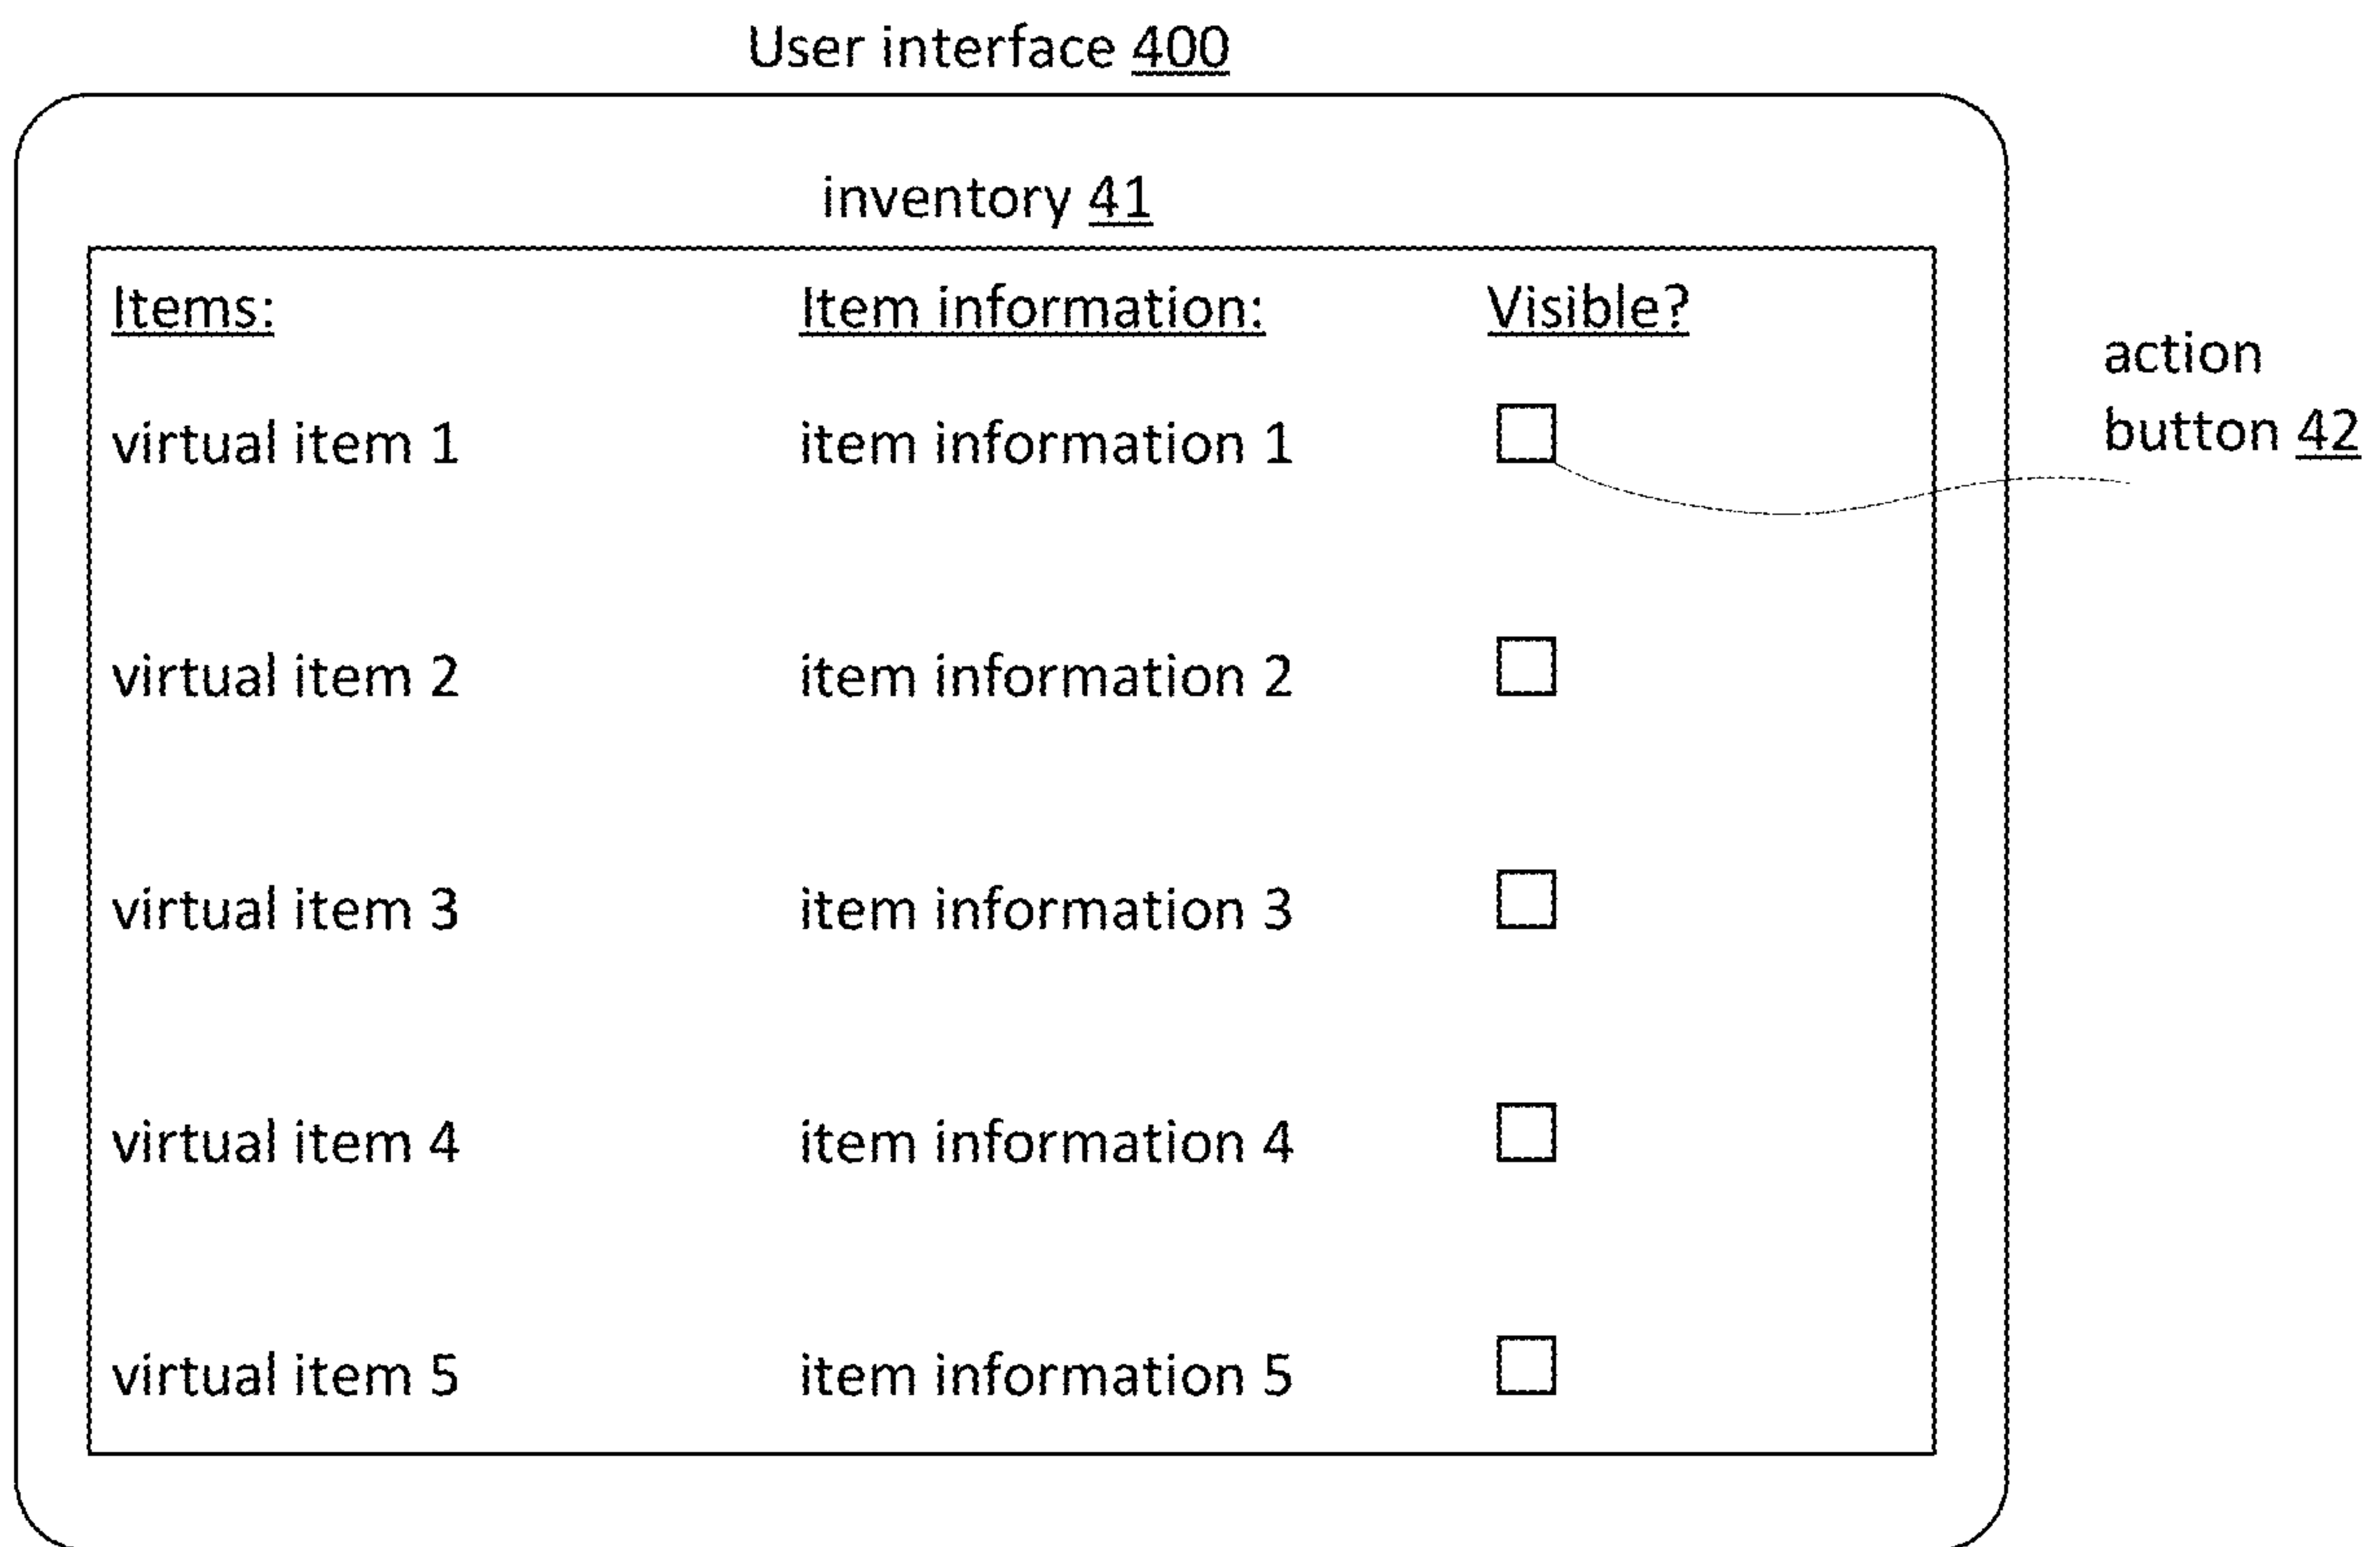 User interface 400
inventory 41
Items: Item information: Visible?
action
button 42
virtual item 1 item information 1
virtual item 2 item information 2
virtual item 3 item information 3
virtual item 4 item information 4
virtual item 5 item information 5